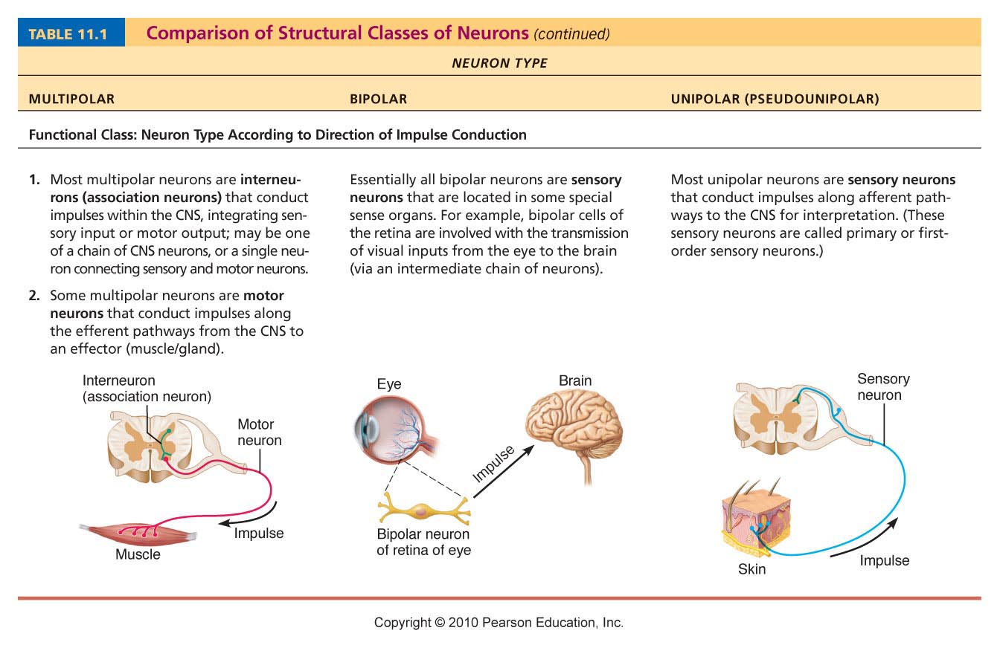 TABLE 11.1 Comparison of Structural Classes of Neurons (continued)
NEURON TYPE
MULTIPOLAR BIPOLAR UNIPOLAR (PSEUDOUNIPOLAR)
Functional Class: Neuron Type According to Direction of Impulse Conduction
1. Most multipolar neurons are interneu-
rons (association neurons) that conduct
impulses within the CNS, integrating sen-
sory input or motor output; may be one
of a chain of CNS neurons, or a single neu-
ron connecting sensory and motor neurons.
2. Some multipolar neurons are motor
neurons that conduct impulses along
the efferent pathways from the CNS to
an effector (muscle/gland).
Interneuron
(association neuron)
Motor
neuron
Impulse
Muscle
Essentially all bipolar neurons are sensory
neurons that are located in some special
sense organs. For example, bipolar cells of
the retina are involved with the transmission
of visual inputs from the eye to the brain
(via an intermediate chain of neurons).
Eye
Brain
Impulse
Bipolar neuron
of retina of eye
Most unipolar neurons are sensory neurons
that conduct impulses along afferent path-
ways to the CNS for interpretation. (These
sensory neurons are called primary or first-
order sensory neurons.)
Sensory
neuron
Skin
Impulse
Copyright © 2010 Pearson Education, Inc.